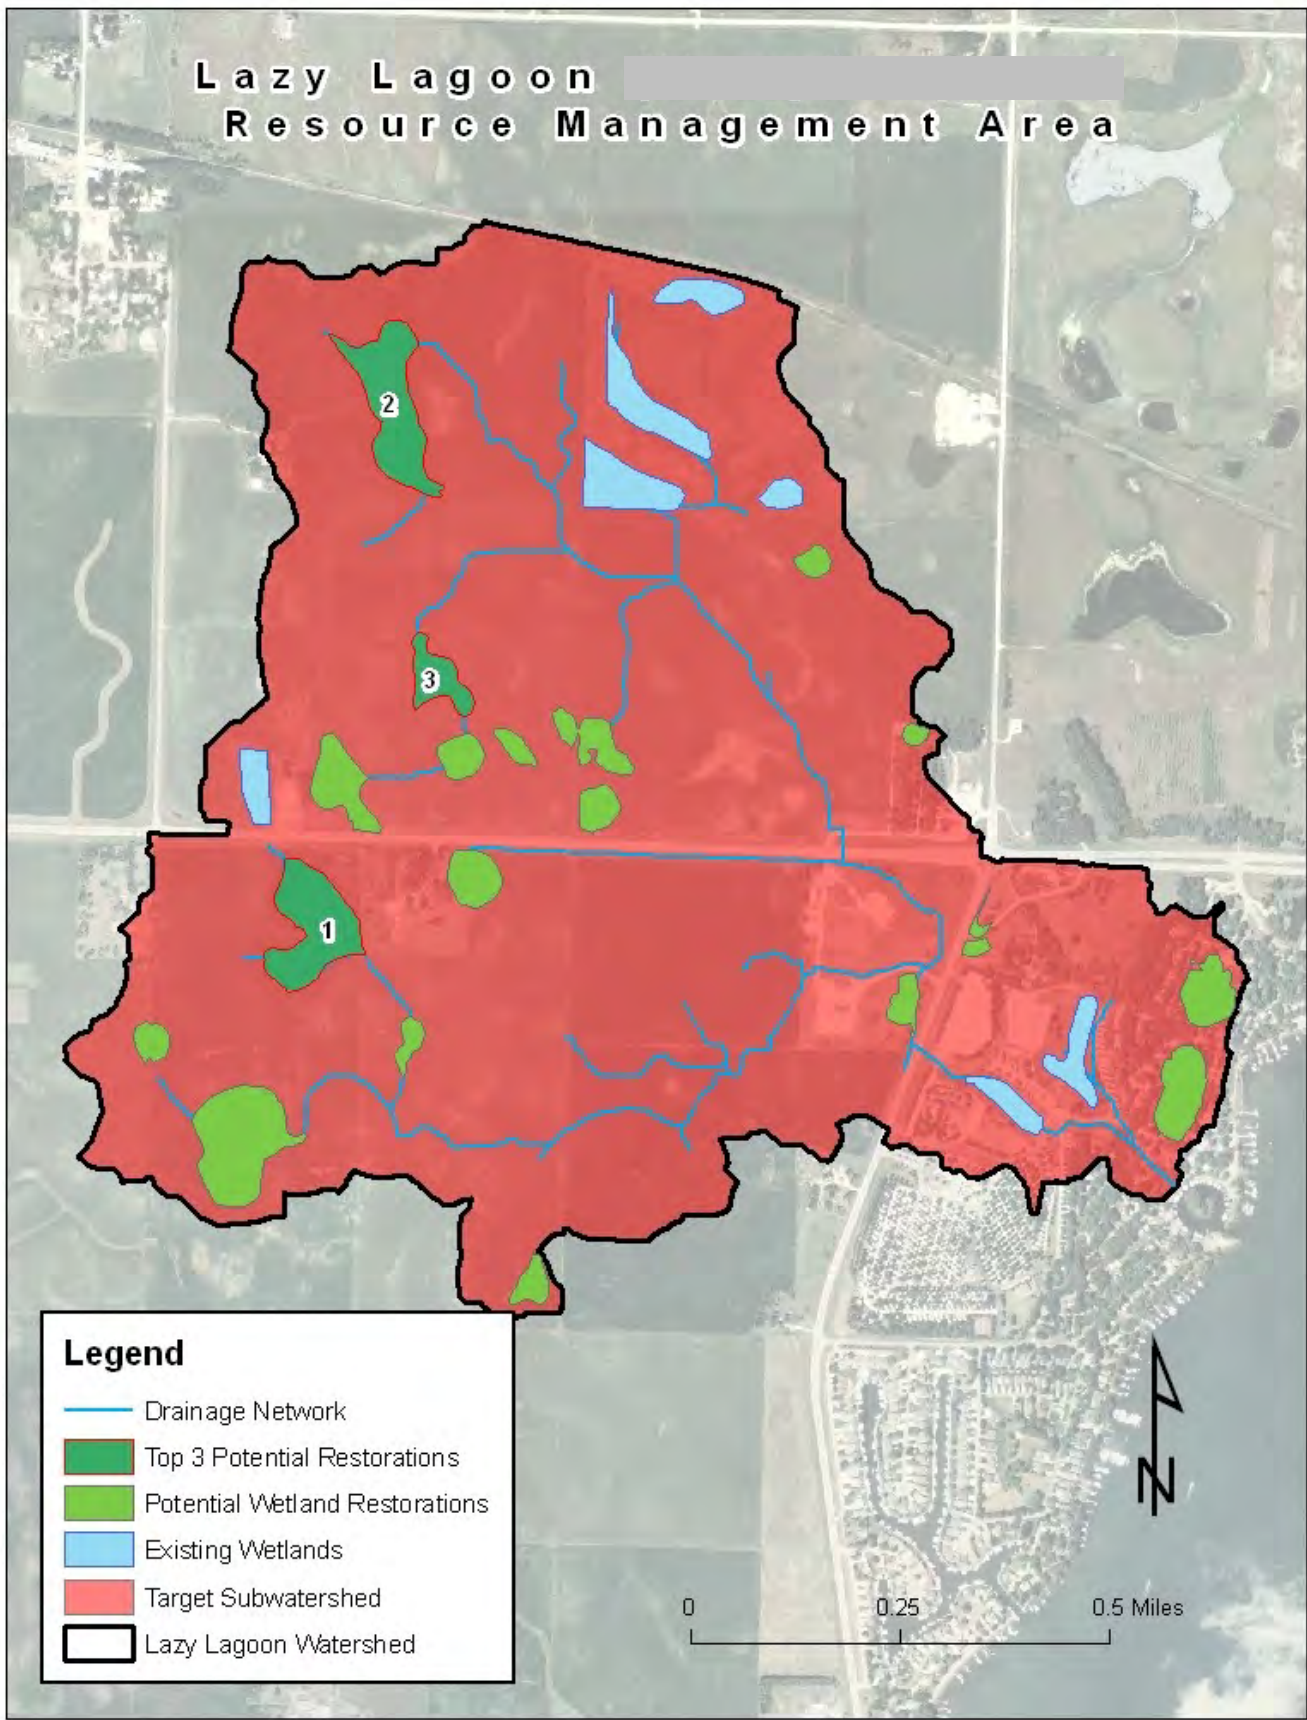 Lazy Lagoon
Resource Management Area
2
3
1
Legend
Drainage Network
Top 3 Potential Restorations
Potential Wetland Restorations
Existing Wetlands
Target Subwatershed
Lazy Lagoon Watershed
0 0.25 0.5 Miles
N